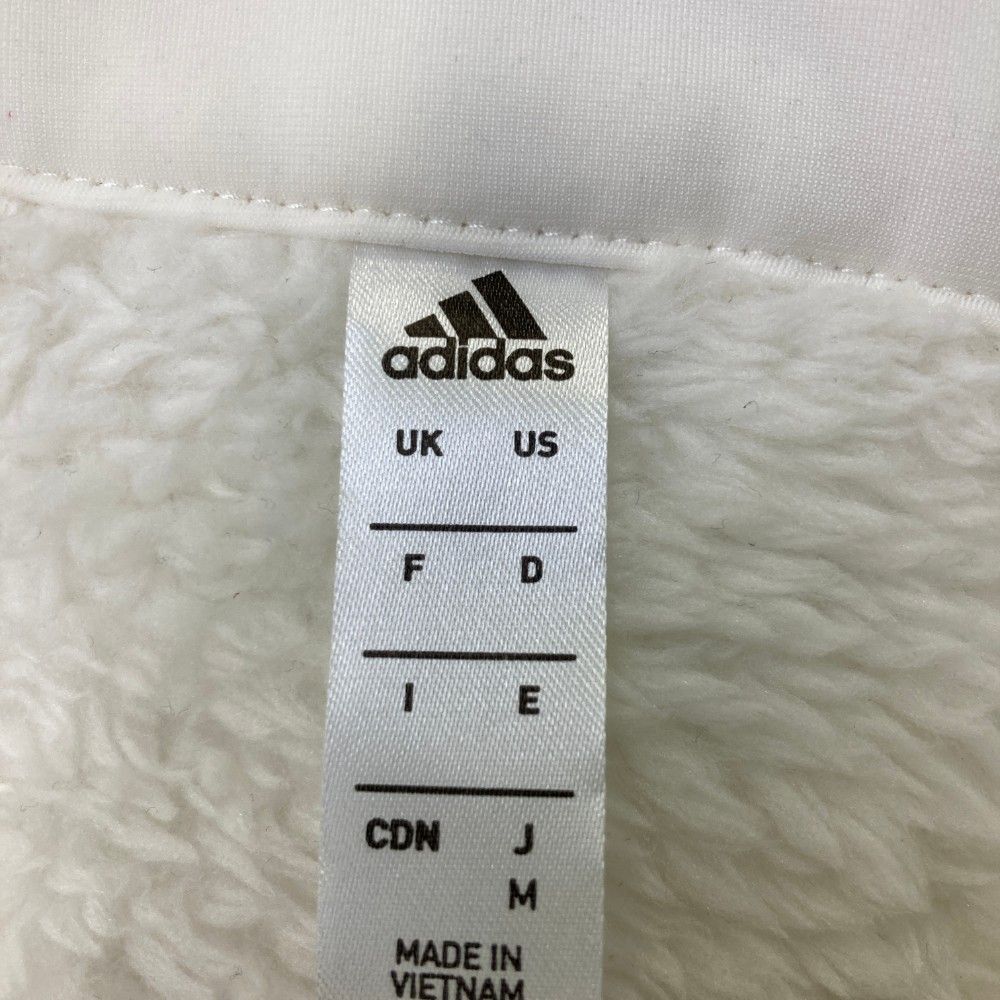 adidas
UK US
F D
I E
CDN J
M
MADE IN
VIETNAM